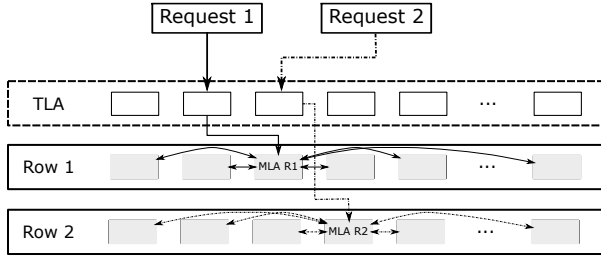 Request 1
Request 2
TLA
...
Row 1
MLA R1
...
Row 2
MLA R2
...